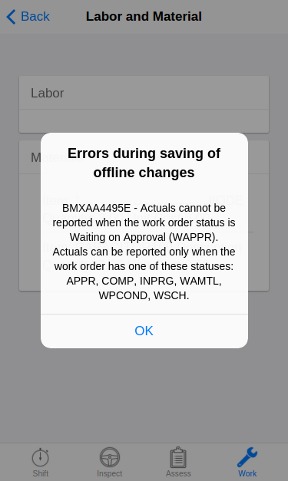 Back Labor and Material
Labor
Errors during saving of
offline changes
BMXAA4495E - Actuals cannot be
reported when the work order status is
Waiting on Approval (WAPPR).
Actuals can be reported only when the
work order has one of these statuses:
APPR, COMP, INPRG, WAMTL,
WPCOND, WSCH.
OK
Shift Inspect Assess Work